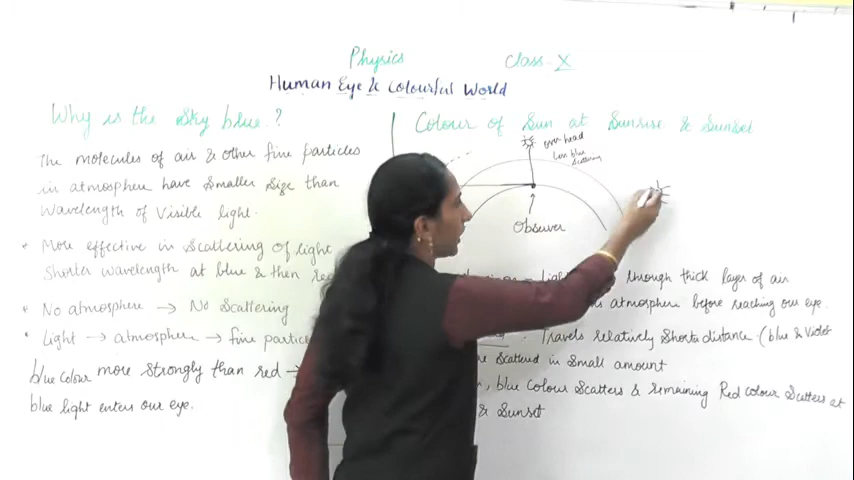 Physics Class-X
Human Eye & Colourful World
Why is the Sky blue?
The molecules of air & other fine particles
in atmosphere have Smaller Size than
Wavelength of Visible light.
* More effective in Scattering of light
Shorter wavelength at blue & then
* No atmosphere → No Scattering
* Light → atmosphere → fine
blue Colour more strongly than red →
blue light enters our eye.
Colour of Sun at Sunrise & Sunset
over head
Less blue
Scattering
Observer
through thick layer of air
atmosphere before reaching our eye.
Travels relatively Shorter distance (blue & Violet
Scattered in Small amount
blue Colour Scatters & remaining Red colour Scatters at
& Sunset